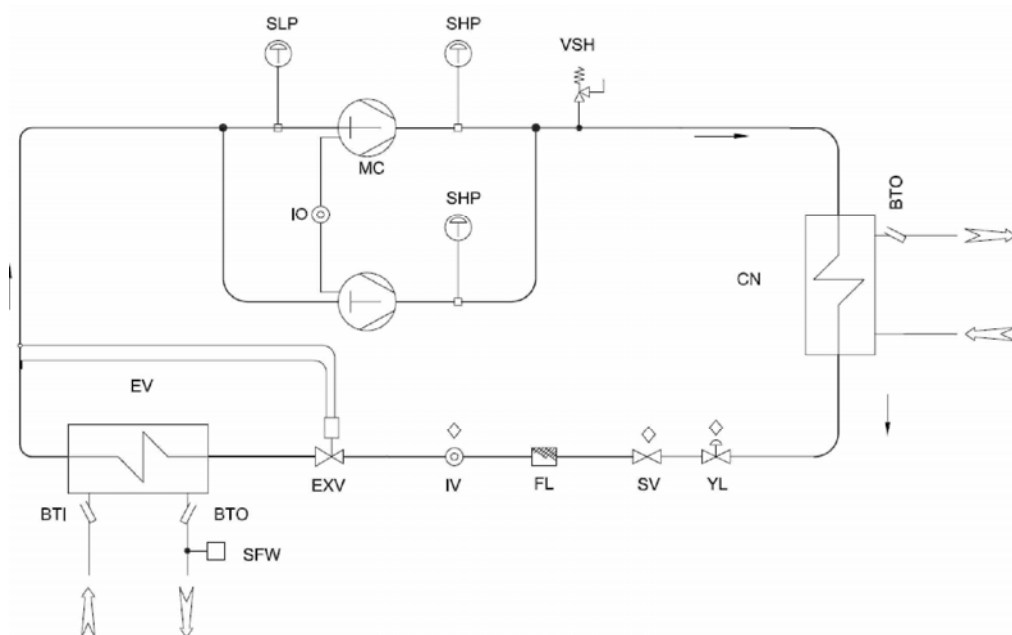 SLP
SHP
VSH
MC
SHP
IO
BTO
CN
EV
EXV
IV
FL
SV
YL
BTI
BTO
SFW